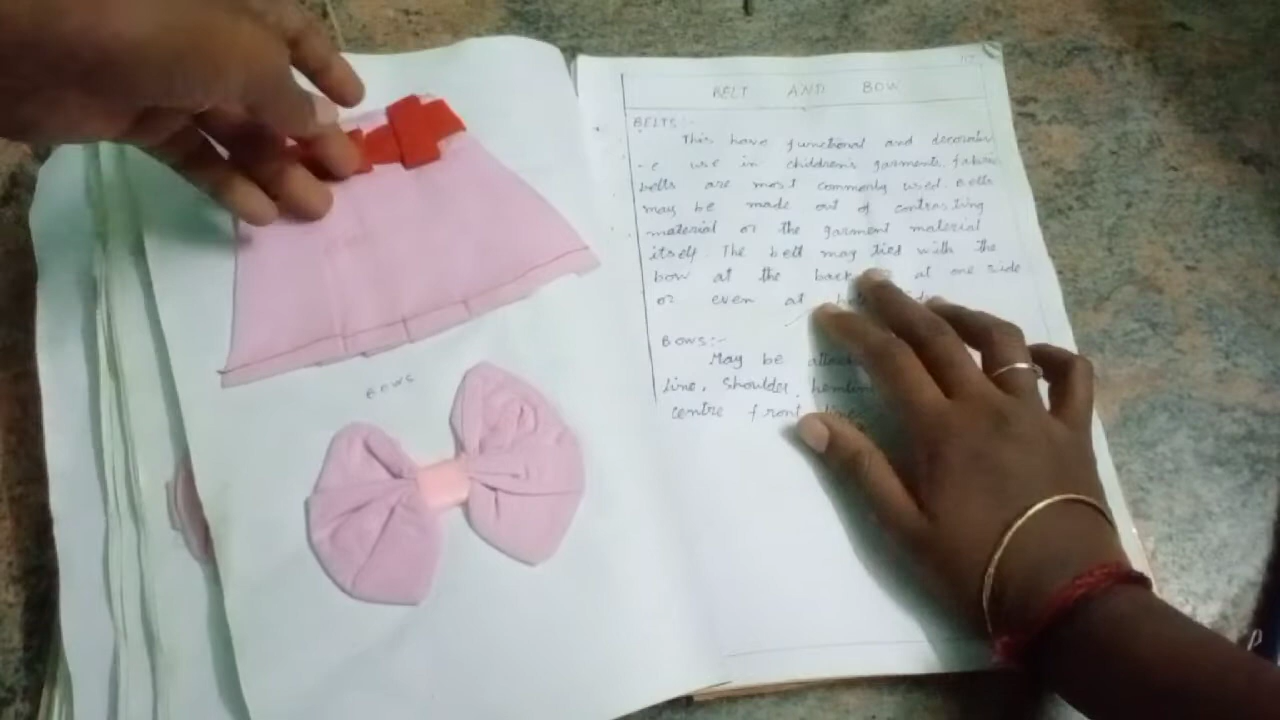 BOWS
BELT AND BOW
BELTS:-
This have functional and decorativ
-e use in children's garments. fabric
belts are most commonly used. Belts
may be made out of contrasting
material or the garment material
itself. The belt may tied with the
bow at the back at one side
or even at
BOWS:-
May be
line, shoulder, hemline
centre front line